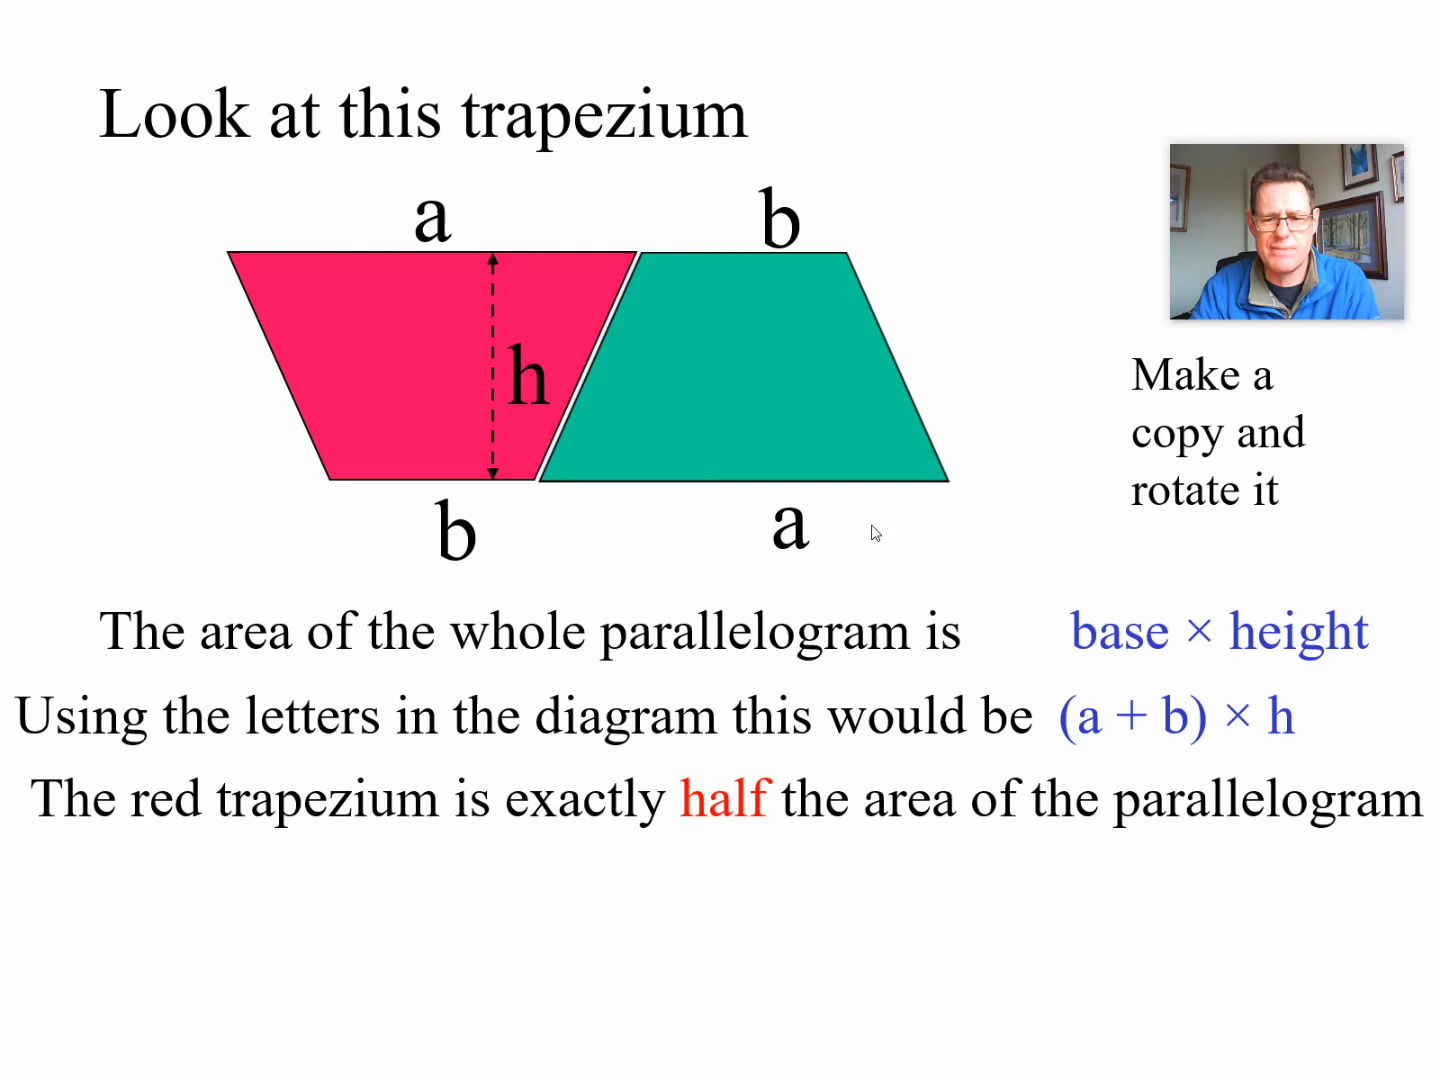 Look at this trapezium
a
b
h
b
a
Make a
copy and
rotate it
The area of the whole parallelogram is base × height
Using the letters in the diagram this would be (a + b) × h
The red trapezium is exactly half the area of the parallelogram